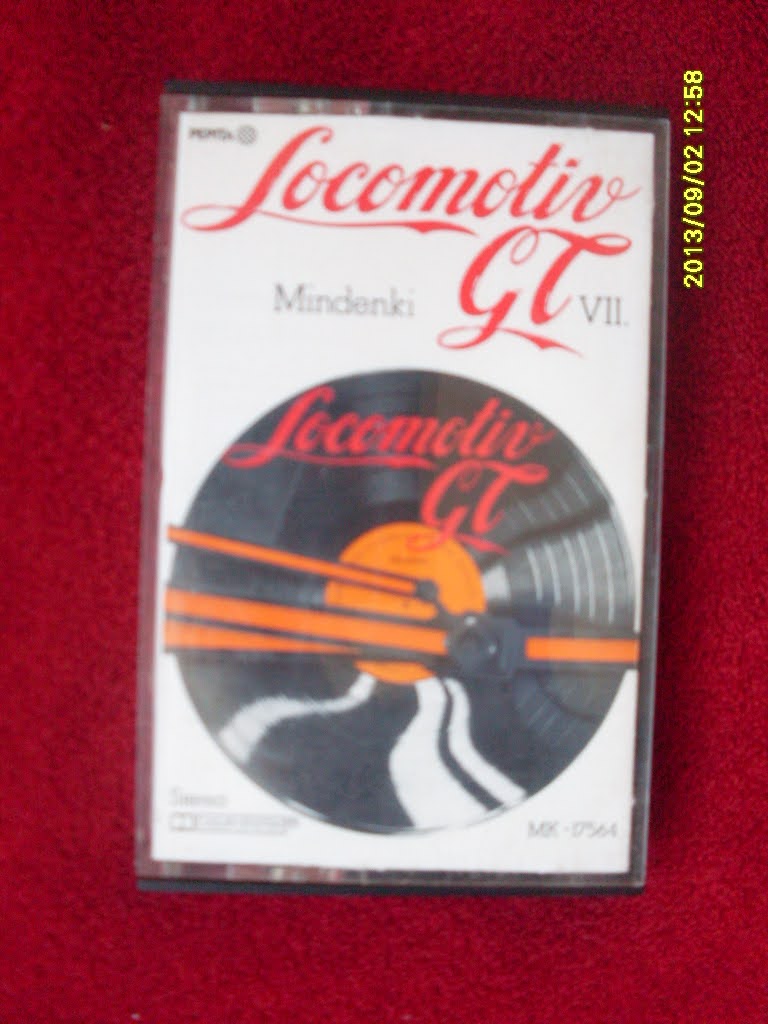 PEPITA
Locomotiv
GT
Mindenki
VII.
Locomotiv
GT
Stereo
MK-17564
2013/09/02 12:58